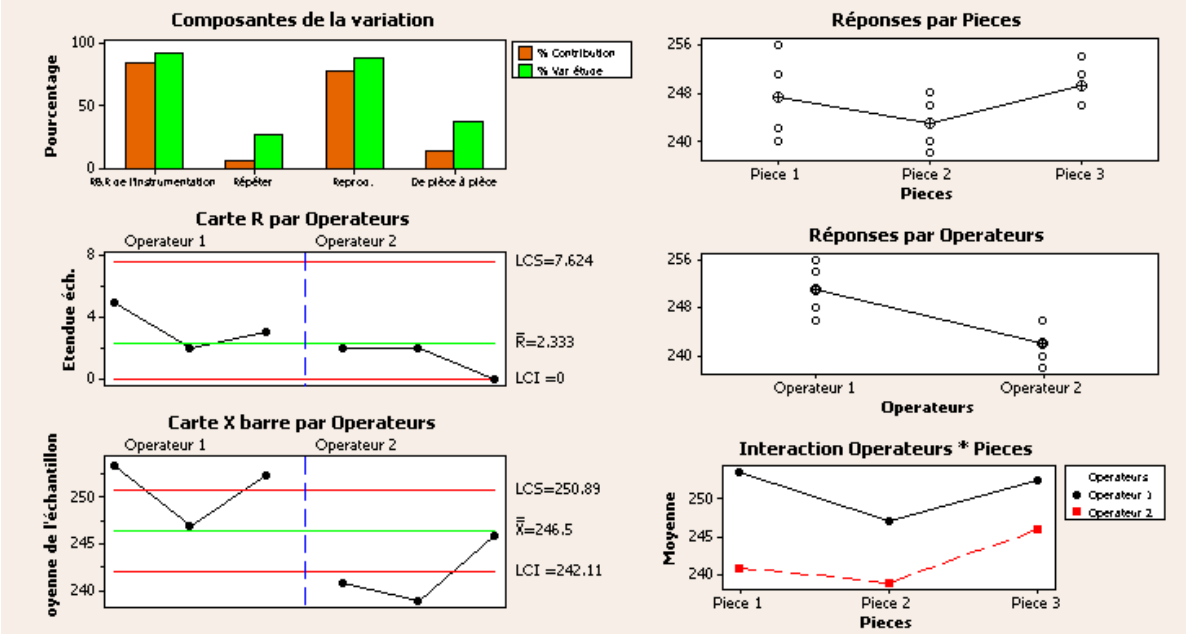 Composantes de la variation
100
50
0
Pourcentage
% Contribution
% Var étude
R&R de l'instrumentation
Répéter
Reprod.
De pièce à pièce
Carte R par Operateurs
Operateur 1
Operateur 2
8
4
0
Etendue éch.
LCS=7.624
R̿=2.333
LCI =0
Carte X barre par Operateurs
Operateur 1
Operateur 2
250
245
240
oyenne de l'échantillon
LCS=250.89
X̿=246.5
LCI =242.11
Réponses par Pieces
256
248
240
Piece 1
Piece 2
Piece 3
Pieces
Réponses par Operateurs
256
248
240
Operateur 1
Operateur 2
Operateurs
Interaction Operateurs * Pieces
250
245
240
Moyenne
Operateurs
Operateur 1
Operateur 2
Piece 1
Piece 2
Piece 3
Pieces